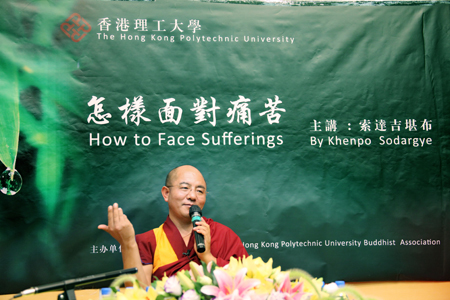 香港理工大學
The Hong Kong Polytechnic University
怎樣面對痛苦
How to Face Sufferings
主講：索達吉堪布
By Khenpo Sodargye
主办单位
Hong Kong Polytechnic University Buddhist Association